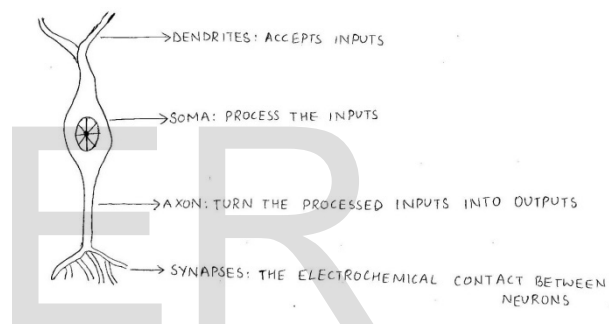 DENDRITES: ACCEPTS INPUTS
SOMA: PROCESS THE INPUTS
AXON: TURN THE PROCESSED INPUTS INTO OUTPUTS
SYNAPSES: THE ELECTROCHEMICAL CONTACT BETWEEN
NEURONS
ER